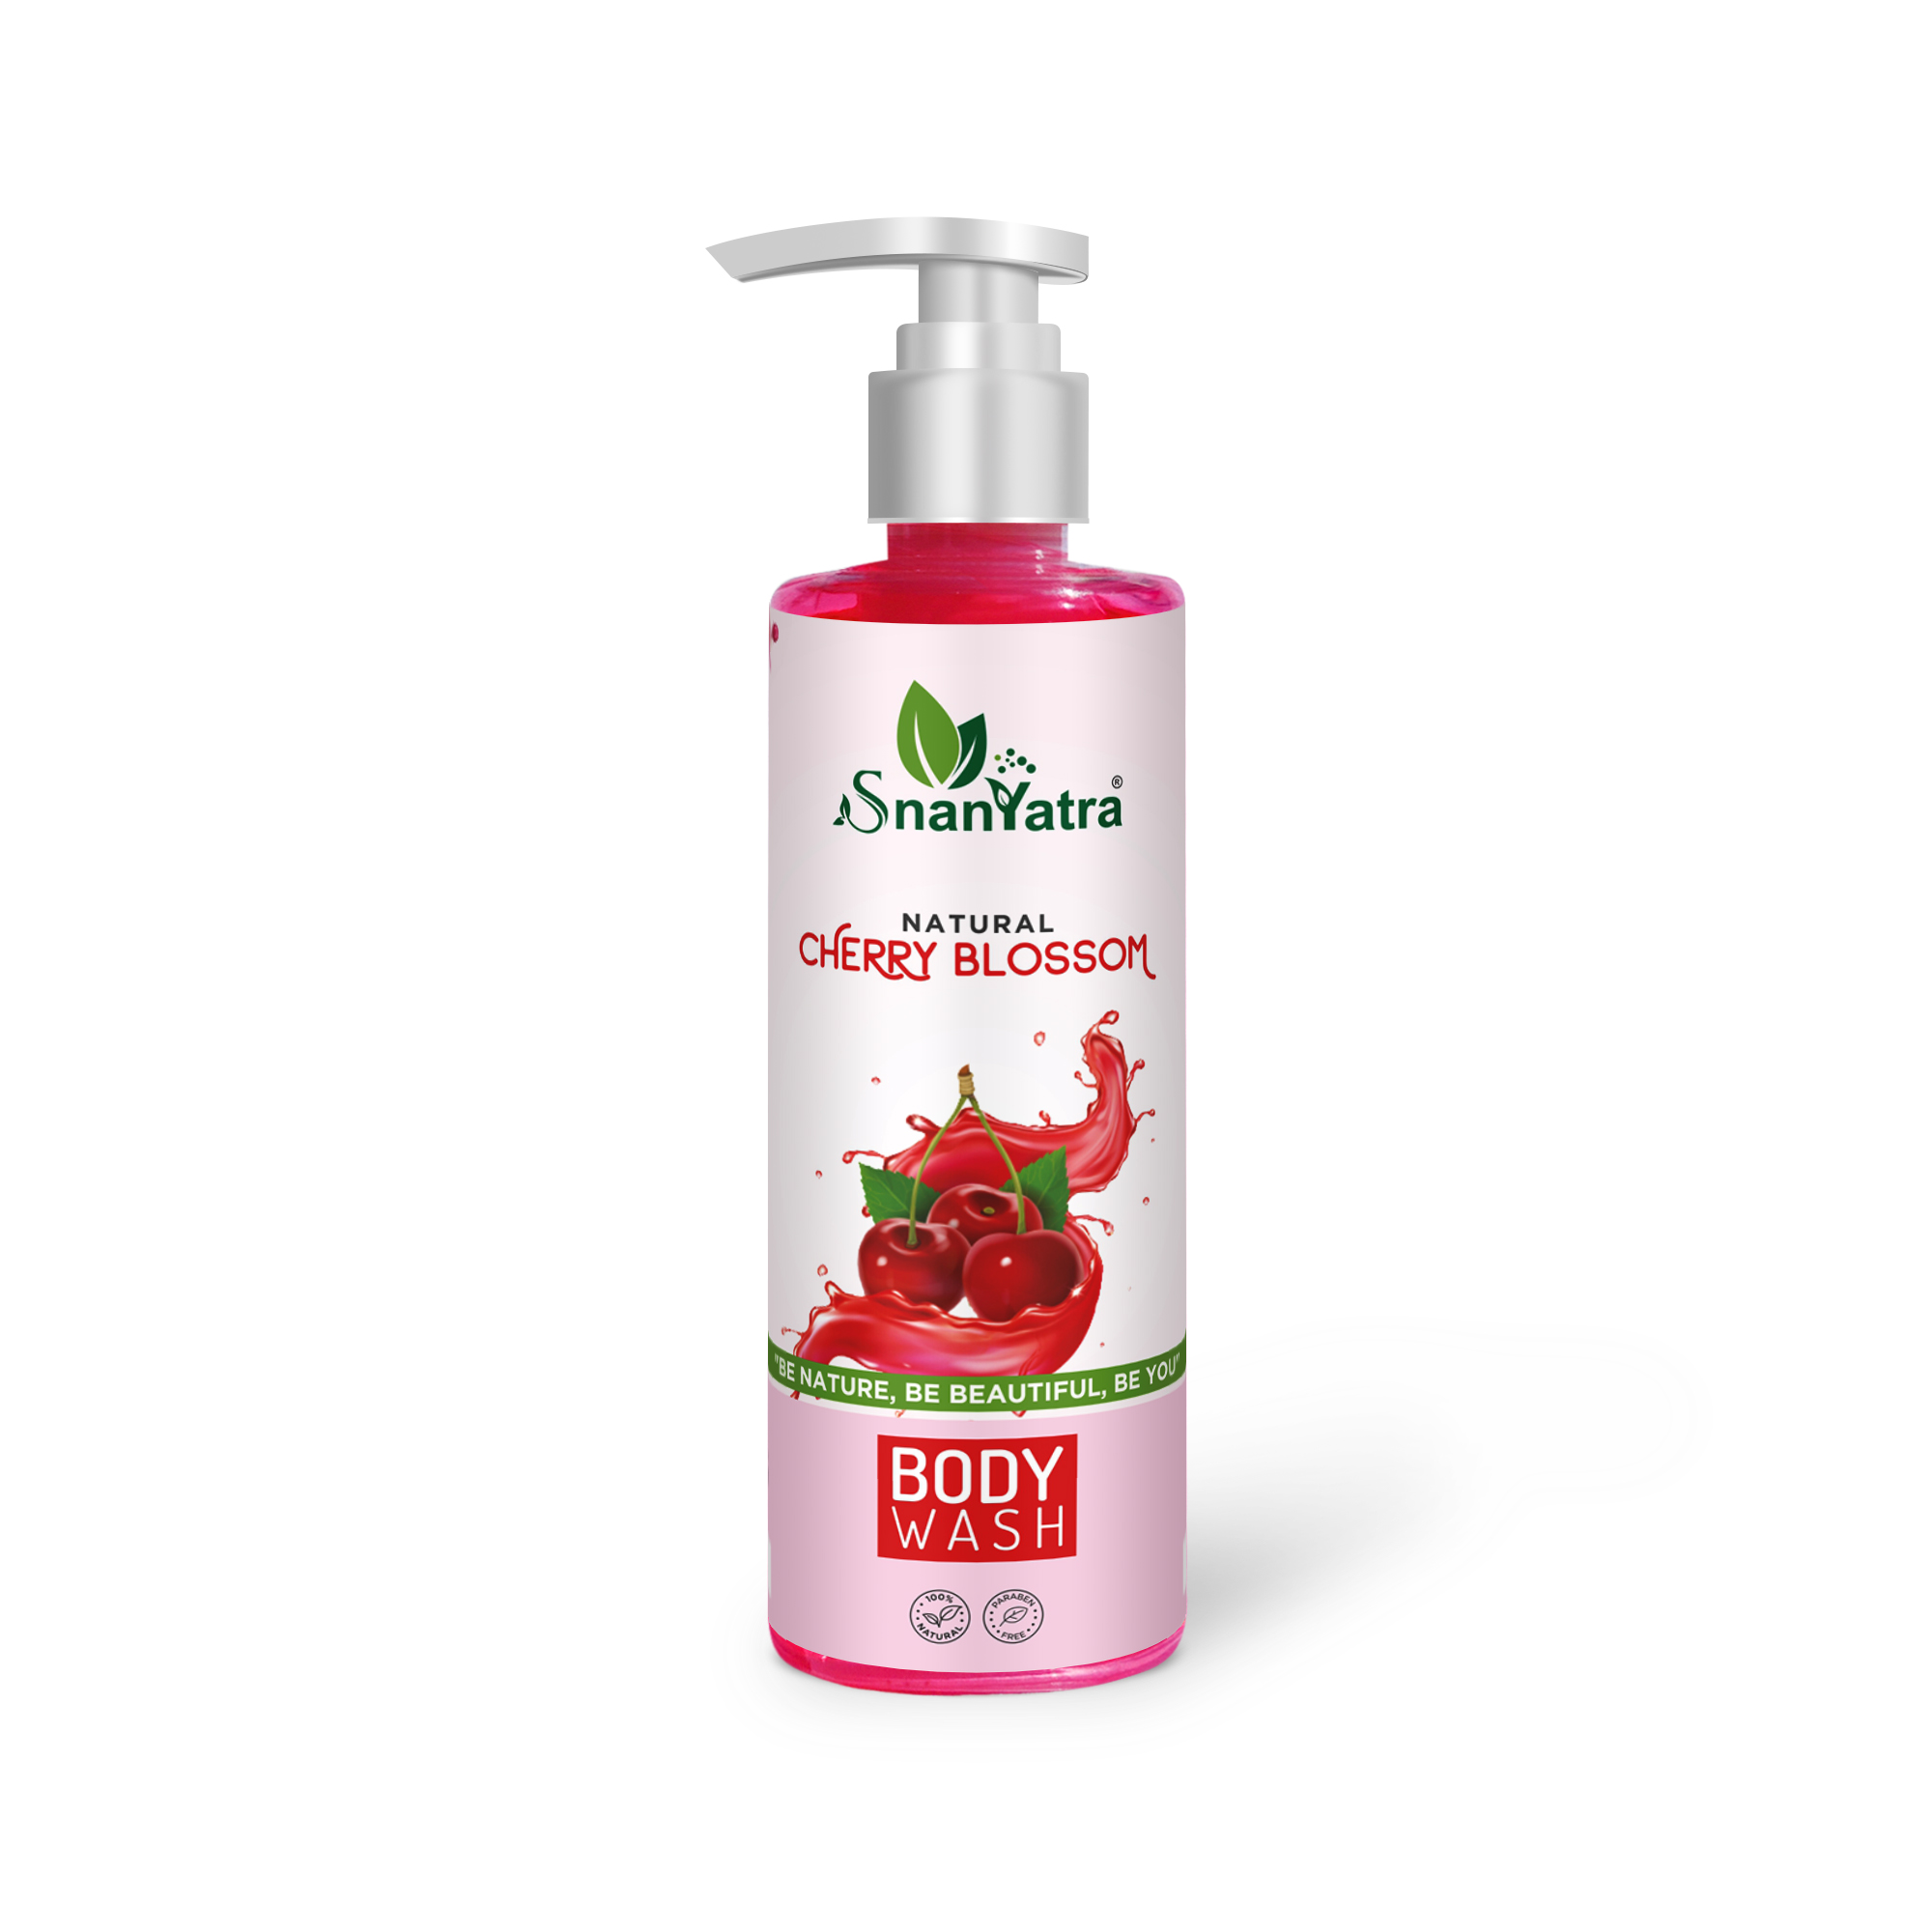 SnanYatra®
NATURAL
CHERRY BLOSSOM
"BE NATURE, BE BEAUTIFUL, BE YOU"
BODY
WASH
100%
NATURAL
PARABEN
FREE